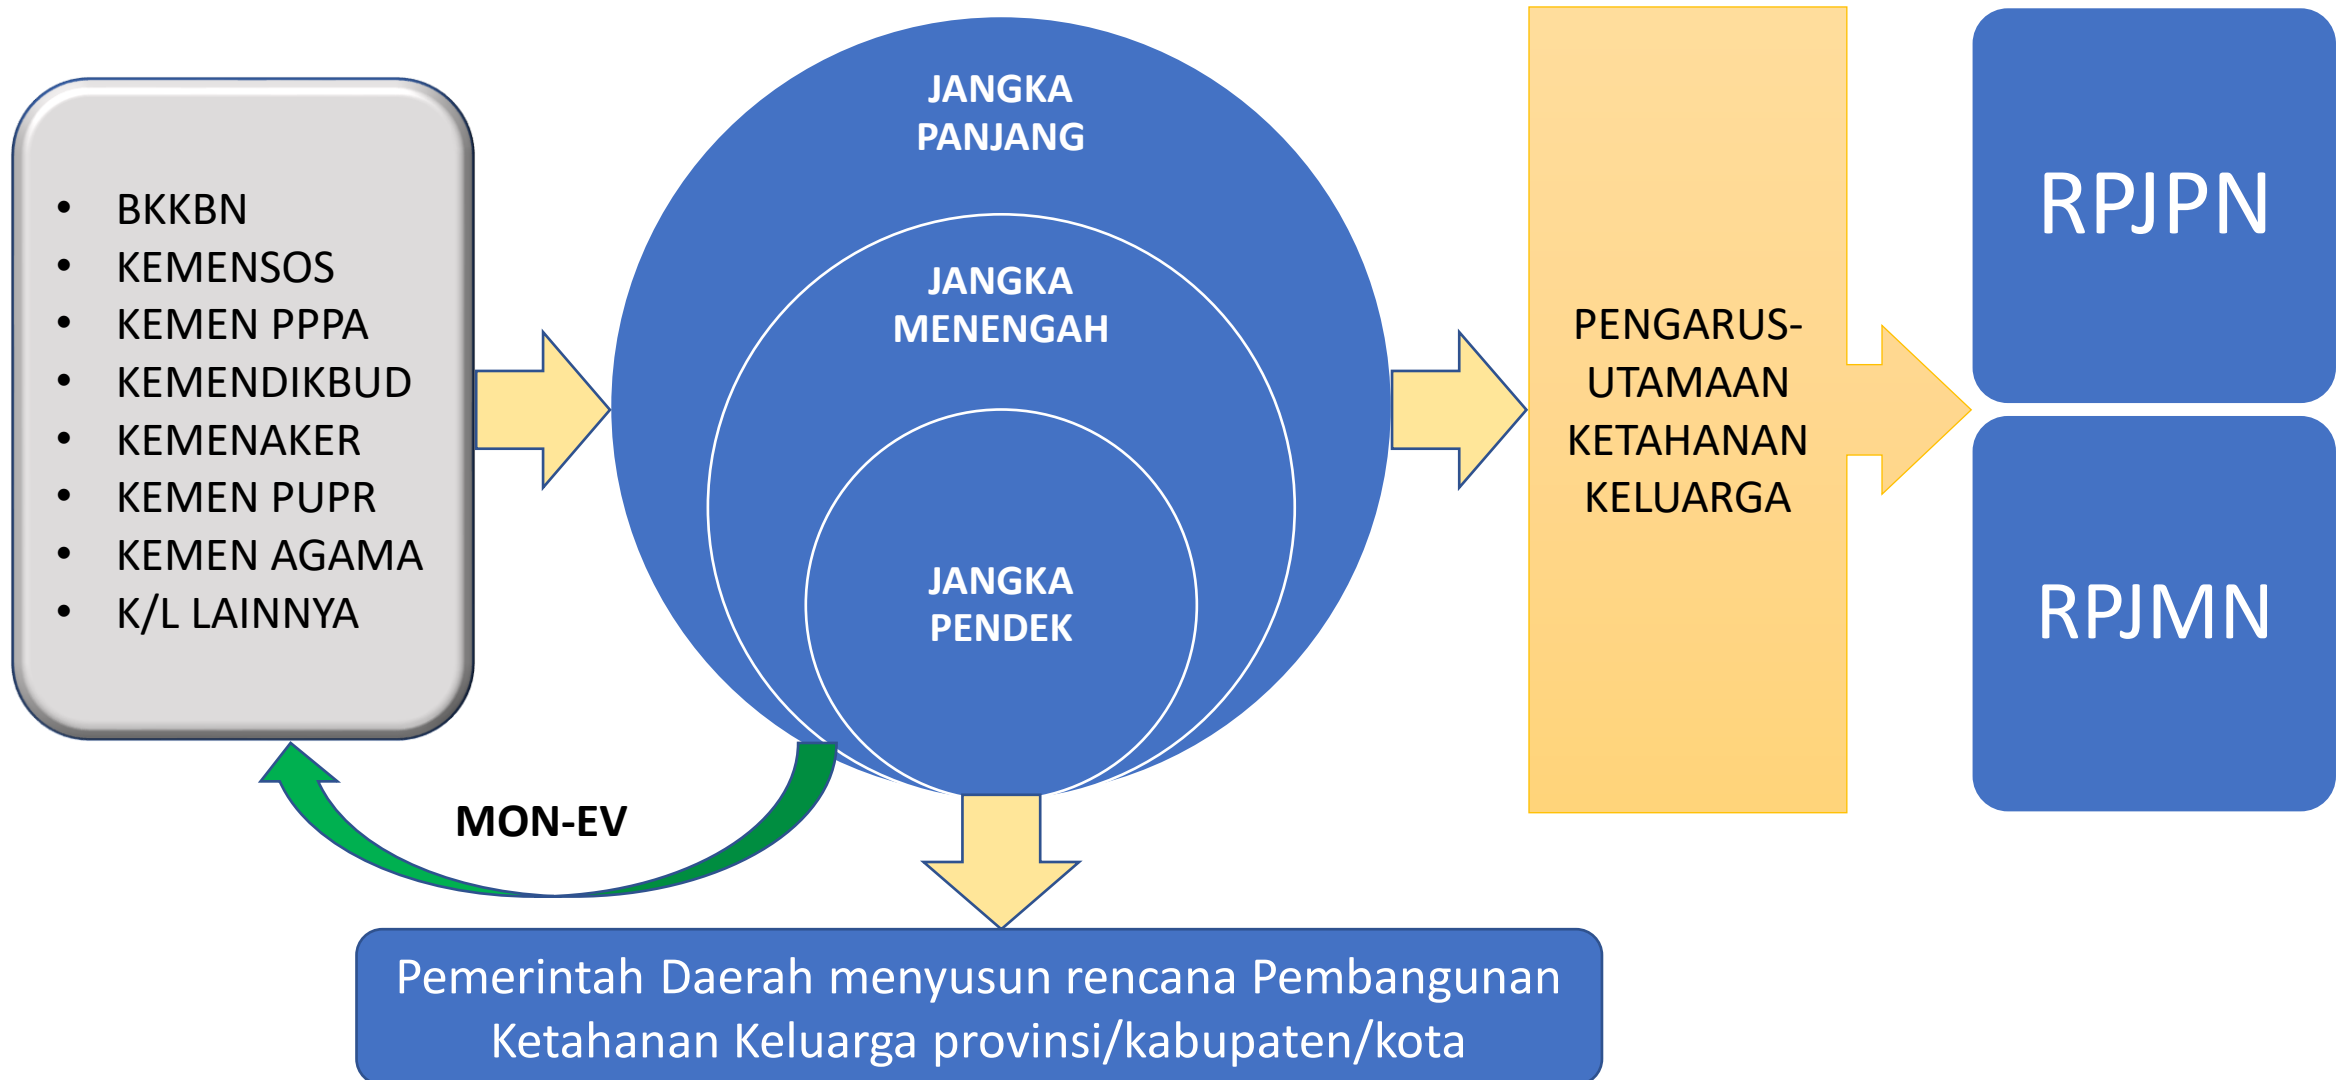 • BKKBN
• KEMENSOS
• KEMEN PPPA
• KEMENDIKBUD
• KEMENAKER
• KEMEN PUPR
• KEMEN AGAMA
• K/L LAINNYA
JANGKA
PANJANG
JANGKA
MENENGAH
JANGKA
PENDEK
PENGARUS-
UTAMAAN
KETAHANAN
KELUARGA
RPJPN
RPJMN
MON-EV
Pemerintah Daerah menyusun rencana Pembangunan
Ketahanan Keluarga provinsi/kabupaten/kota